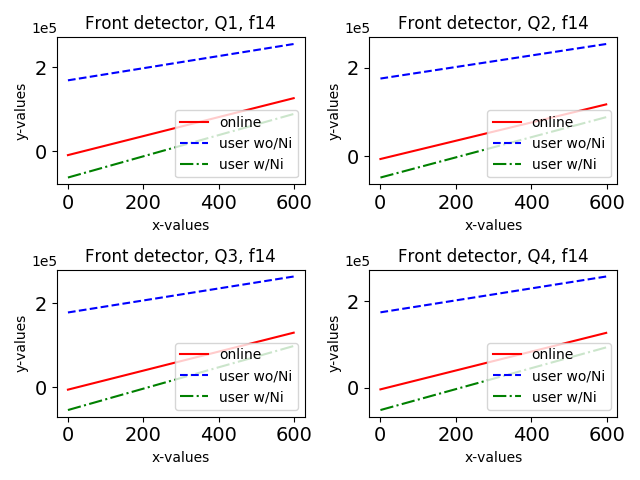 Front detector, Q1, f14
1e5
2
0
y-values
online
user wo/Ni
user w/Ni
0 200 400 600
x-values
Front detector, Q2, f14
1e5
2
0
y-values
online
user wo/Ni
user w/Ni
0 200 400 600
x-values
Front detector, Q3, f14
1e5
2
0
y-values
online
user wo/Ni
user w/Ni
0 200 400 600
x-values
Front detector, Q4, f14
1e5
2
0
y-values
online
user wo/Ni
user w/Ni
0 200 400 600
x-values